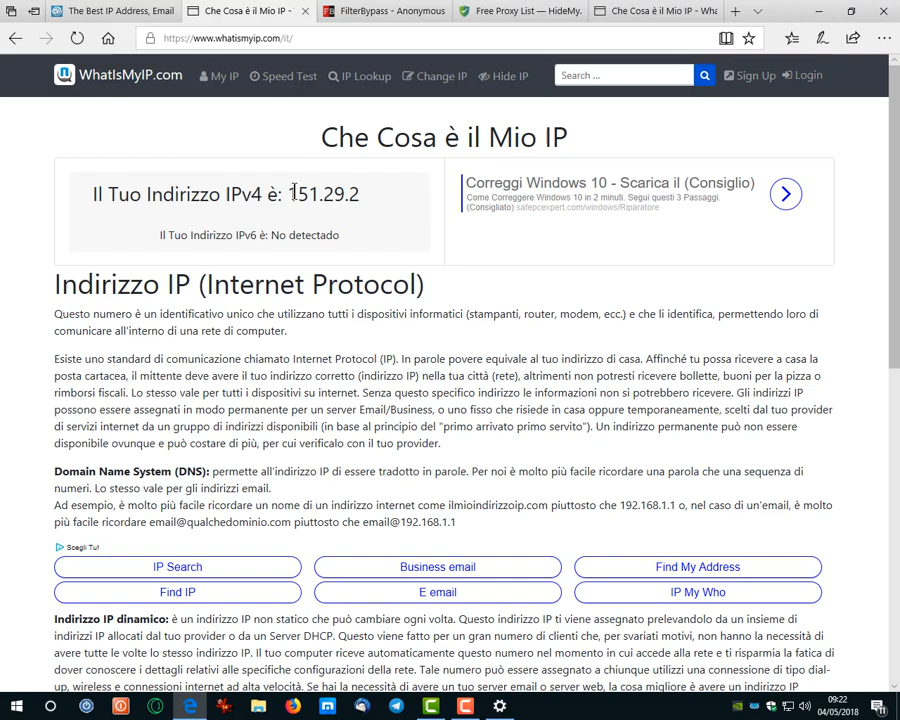 The Best IP Address, Email
Che Cosa è il Mio IP -
FilterBypass - Anonymous
Free Proxy List — HideMy.
Che Cosa è il Mio IP - Wha
https://www.whatismyip.com/it/
WhatIsMyIP.com
My IP
Speed Test
IP Lookup
Change IP
Hide IP
Search ...
Sign Up
Login
Che Cosa è il Mio IP
Il Tuo Indirizzo IPv4 è: 151.29.2
Il Tuo Indirizzo IPv6 è: No detectado
Correggi Windows 10 - Scarica il (Consiglio)
Come Correggere Windows 10 in 2 minuti. Segui questi 3 Passaggi.
(Consigliato) safepcexpert.com/windows/Riparatore
Indirizzo IP (Internet Protocol)
Questo numero è un identificativo unico che utilizzano tutti i dispositivi informatici (stampanti, router, modem, ecc.) e che li identifica, permettendo loro di
comunicare all'interno di una rete di computer.
Esiste uno standard di comunicazione chiamato Internet Protocol (IP). In parole povere equivale al tuo indirizzo di casa. Affinché tu possa ricevere a casa la
posta cartacea, il mittente deve avere il tuo indirizzo corretto (indirizzo IP) nella tua città (rete), altrimenti non potresti ricevere bollette, buoni per la pizza o
rimborsi fiscali. Lo stesso vale per tutti i dispositivi su internet. Senza questo specifico indirizzo le informazioni non si potrebbero ricevere. Gli indirizzi IP
possono essere assegnati in modo permanente per un server Email/Business, o uno fisso che risiede in casa oppure temporaneamente, scelti dal tuo provider
di servizi internet da un gruppo di indirizzi disponibili (in base al principio del "primo arrivato primo servito"). Un indirizzo permanente può non essere
disponibile ovunque e può costare di più, per cui verificalo con il tuo provider.
Domain Name System (DNS): permette all'indirizzo IP di essere tradotto in parole. Per noi è molto più facile ricordare una parola che una sequenza di
numeri. Lo stesso vale per gli indirizzi email.
Ad esempio, è molto più facile ricordare un nome di un indirizzo internet come ilmioindirizzoip.com piuttosto che 192.168.1.1 o, nel caso di un'email, è molto
più facile ricordare email@qualchedominio.com piuttosto che email@192.168.1.1
Scegli Tu!
IP Search
Business email
Find My Address
Find IP
E email
IP My Who
Indirizzo IP dinamico: è un indirizzo IP non statico che può cambiare ogni volta. Questo indirizzo IP ti viene assegnato prelevandolo da un insieme di
indirizzi IP allocati dal tuo provider o da un Server DHCP. Questo viene fatto per un gran numero di clienti che, per svariati motivi, non hanno la necessità di
avere tutte le volte lo stesso indirizzo IP. Il tuo computer riceve automaticamente questo numero nel momento in cui accede alla rete e ti risparmia la fatica di
dover conoscere i dettagli relativi alle specifiche configurazioni della rete. Tale numero può essere assegnato a chiunque utilizzi una connessione di tipo dial-
up, wireless e connessioni internet ad alta velocità. Se hai la necessità di avere un tuo server email o server web, la cosa migliore è avere un indirizzo IP
09:22
04/05/2018